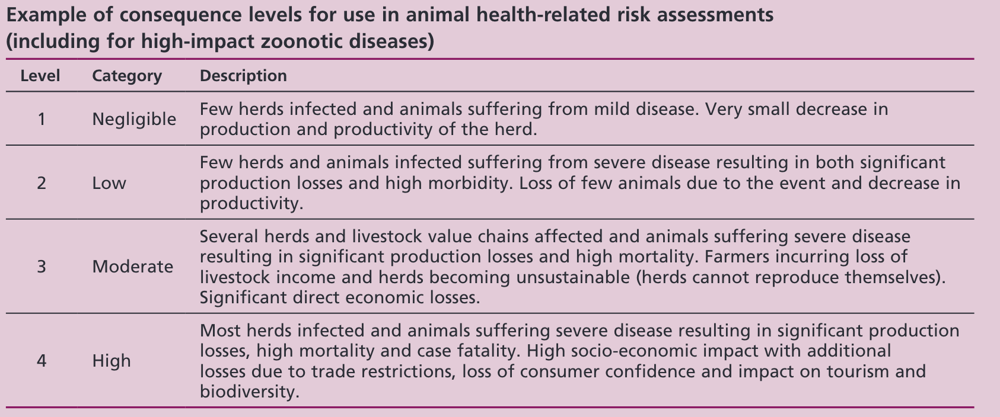 Example of consequence levels for use in animal health-related risk assessments
(including for high-impact zoonotic diseases)
Level Category Description
1 Negligible Few herds infected and animals suffering from mild disease. Very small decrease in
production and productivity of the herd.
2 Low Few herds and animals infected suffering from severe disease resulting in both significant
production losses and high morbidity. Loss of few animals due to the event and decrease in
productivity.
3 Moderate Several herds and livestock value chains affected and animals suffering severe disease
resulting in significant production losses and high mortality. Farmers incurring loss of
livestock income and herds becoming unsustainable (herds cannot reproduce themselves).
Significant direct economic losses.
4 High Most herds infected and animals suffering severe disease resulting in significant production
losses, high mortality and case fatality. High socio-economic impact with additional
losses due to trade restrictions, loss of consumer confidence and impact on tourism and
biodiversity.